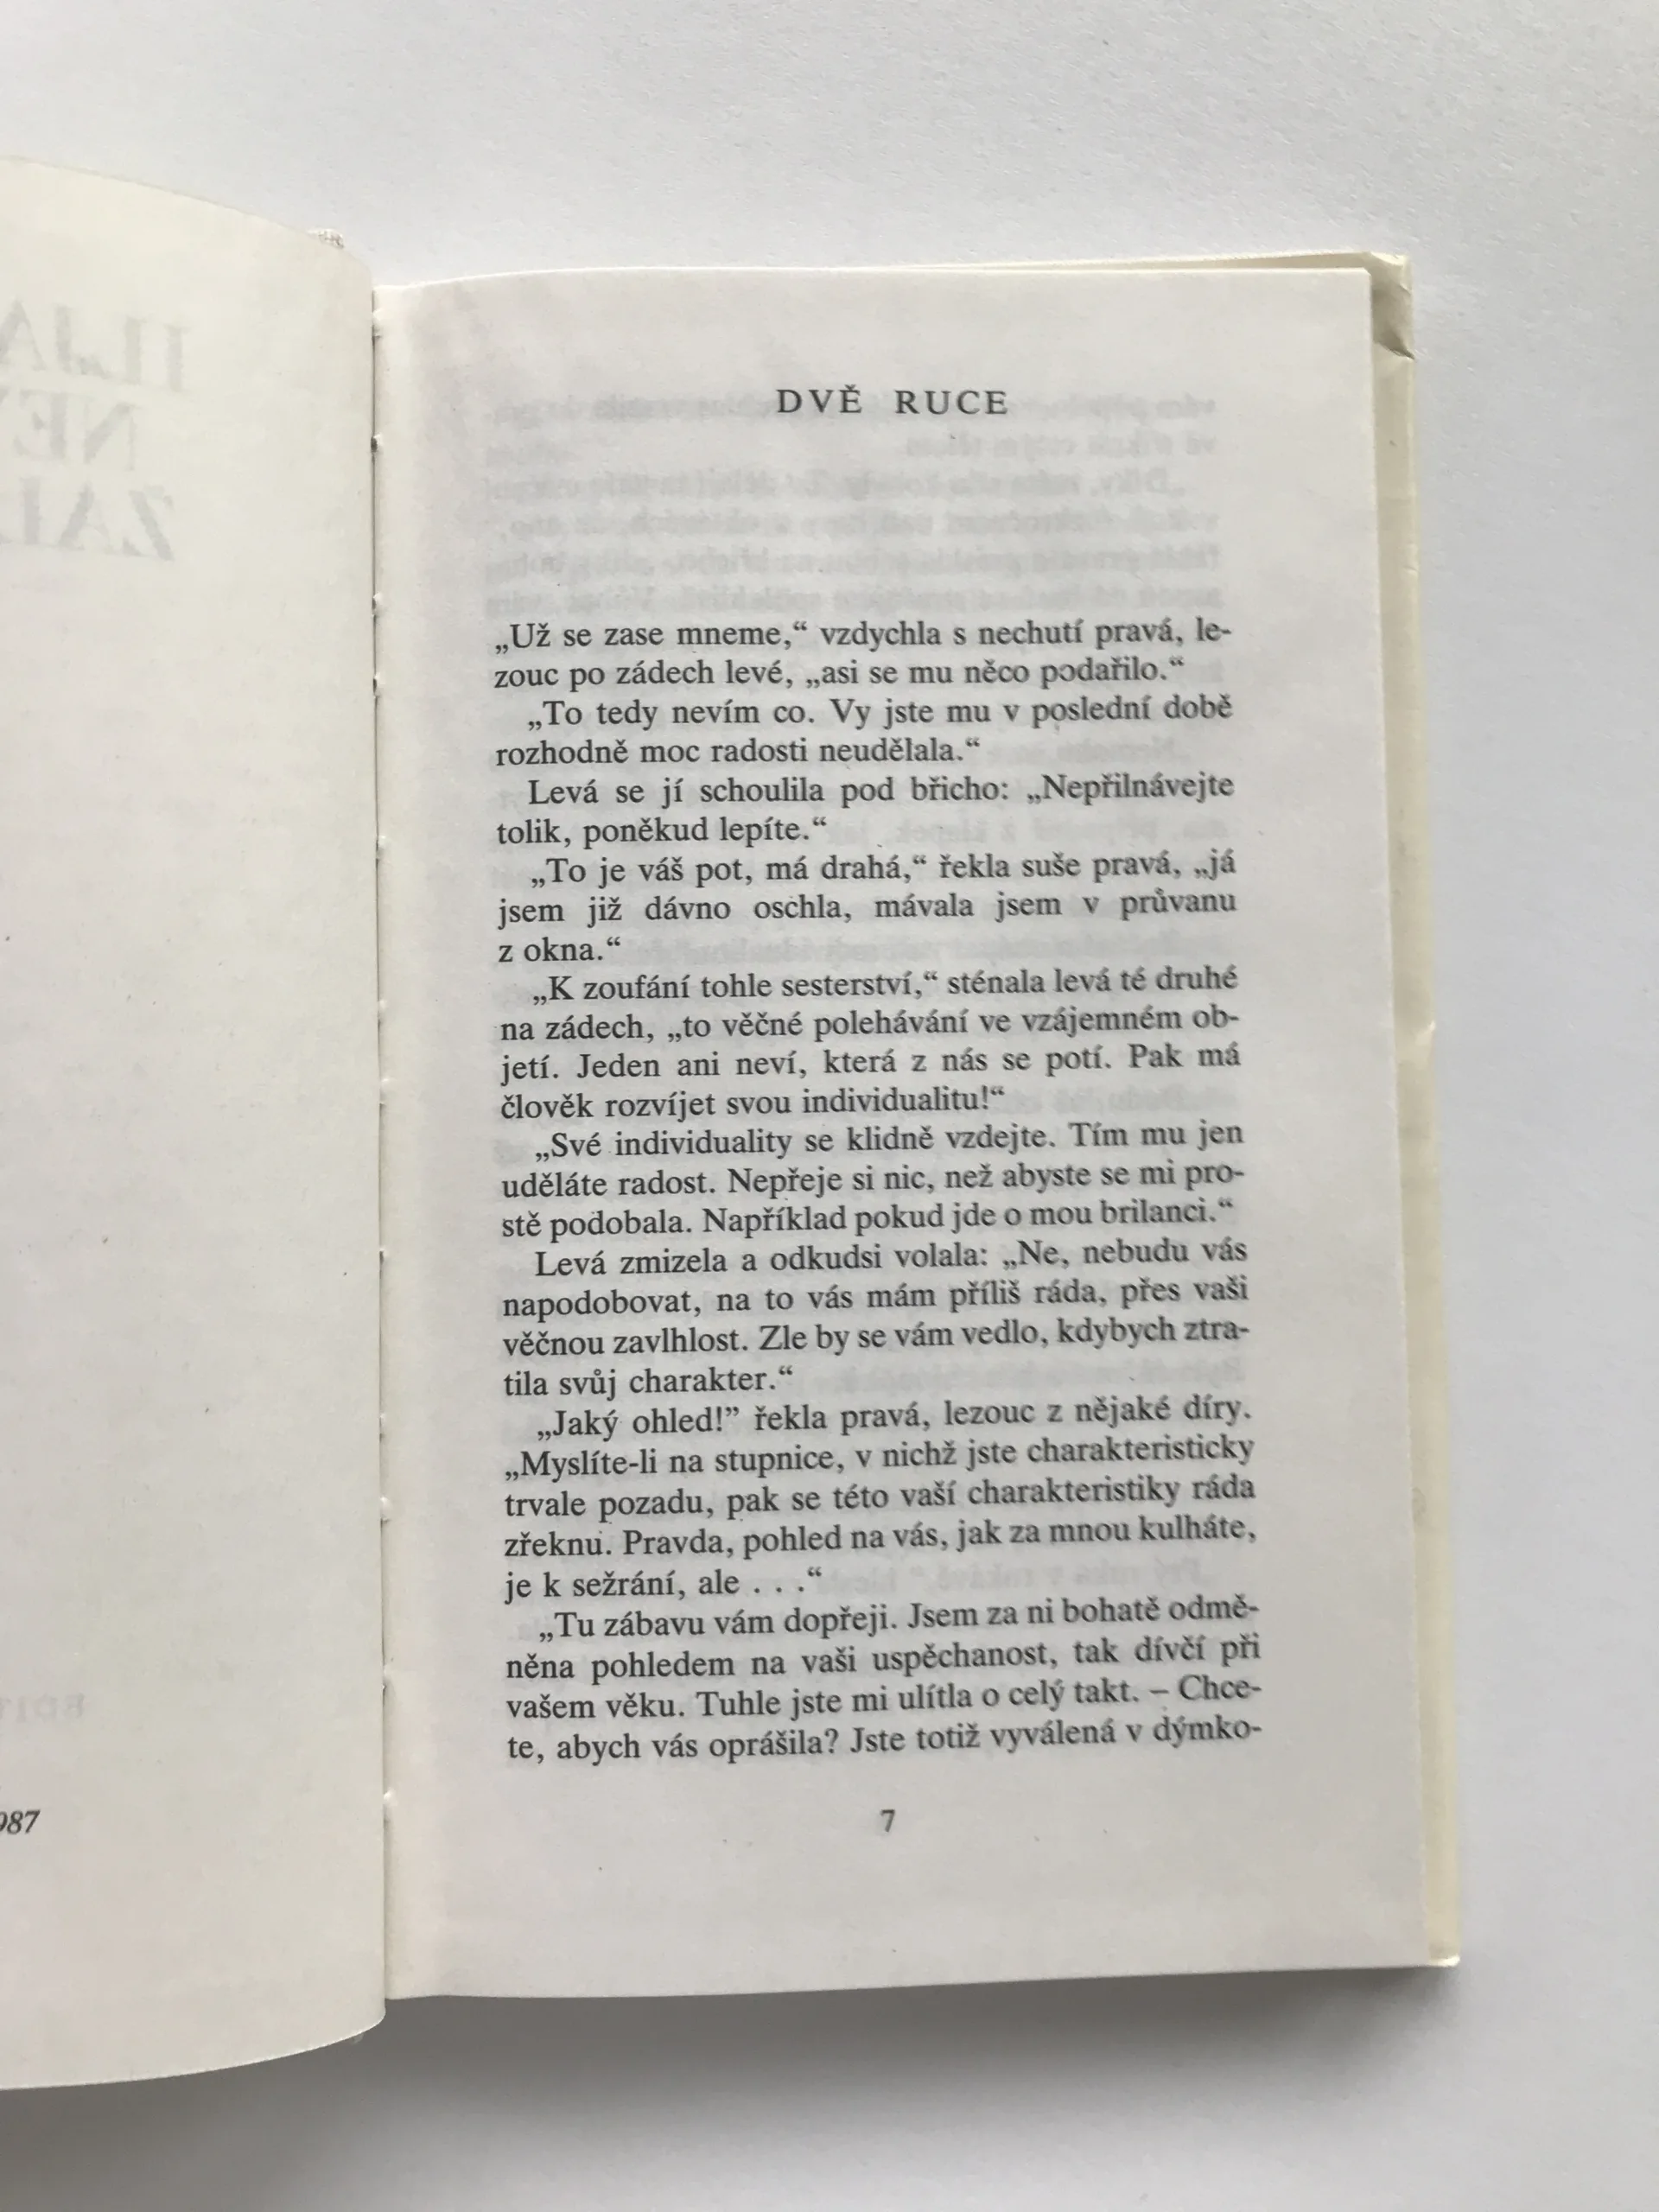 DVĚ RUCE
„Už se zase mneme,“ vzdychla s nechutí pravá, le-
zouc po zádech levé, „asi se mu něco podařilo.“
„To tedy nevím co. Vy jste mu v poslední době
rozhodně moc radosti neudělala.“
Levá se jí schoulila pod břicho: „Nepřilnávejte
tolik, poněkud lepíte.“
„To je váš pot, má drahá,“ řekla suše pravá, „já
jsem již dávno oschla, mávala jsem v průvanu
z okna.“
„K zoufání tohle sesterství,“ sténala levá té druhé
na zádech, „to věčné polehávání ve vzájemném ob-
jetí. Jeden ani neví, která z nás se potí. Pak má
člověk rozvíjet svou individualitu!“
„Své individuality se klidně vzdejte. Tím mu jen
uděláte radost. Nepřeje si nic, než abyste se mi pro-
stě podobala. Například pokud jde o mou brilanci.“
Levá zmizela a odkudsi volala: „Ne, nebudu vás
napodobovat, na to vás mám příliš ráda, přes vaši
věčnou zavlhlost. Zle by se vám vedlo, kdybych ztra-
tila svůj charakter.“
„Jaký ohled!” řekla pravá, lezouc z nějaké díry.
„Myslíte-li na stupnice, v nichž jste charakteristicky
trvale pozadu, pak se této vaší charakteristiky ráda
zřeknu. Pravda, pohled na vás, jak za mnou kulháte,
je k sežrání, ale . . .“
„Tu zábavu vám dopřeji. Jsem za ni bohatě odmě-
něna pohledem na vaši uspěchanost, tak dívčí při
vašem věku. Tuhle jste mi ulítla o celý takt. – Chce-
te, abych vás oprášila? Jste totiž vyválená v dýmko-
7
987